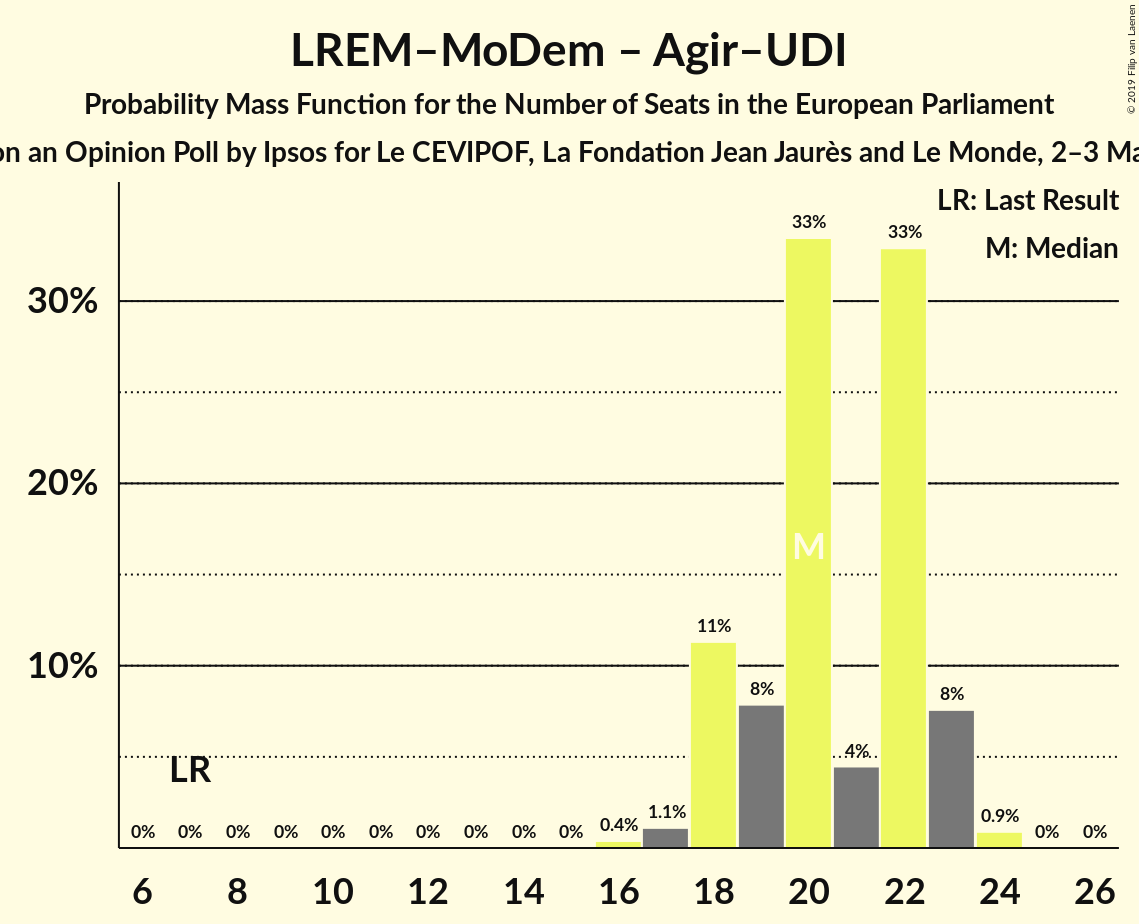 LREM–MoDem – Agir–UDI
Probability Mass Function for the Number of Seats in the European Parliament
on an Opinion Poll by Ipsos for Le CEVIPOF, La Fondation Jean Jaurès and Le Monde, 2–3 Ma
© 2019 Filip van Laenen
LR: Last Result
M: Median
33%
33%
30%
20%
M
11%
10%
8%
8%
4%
LR
0% 0% 0% 0% 0% 0% 0% 0% 0% 0% 0.4% 1.1% 0.9% 0% 0%
6 8 10 12 14 16 18 20 22 24 26